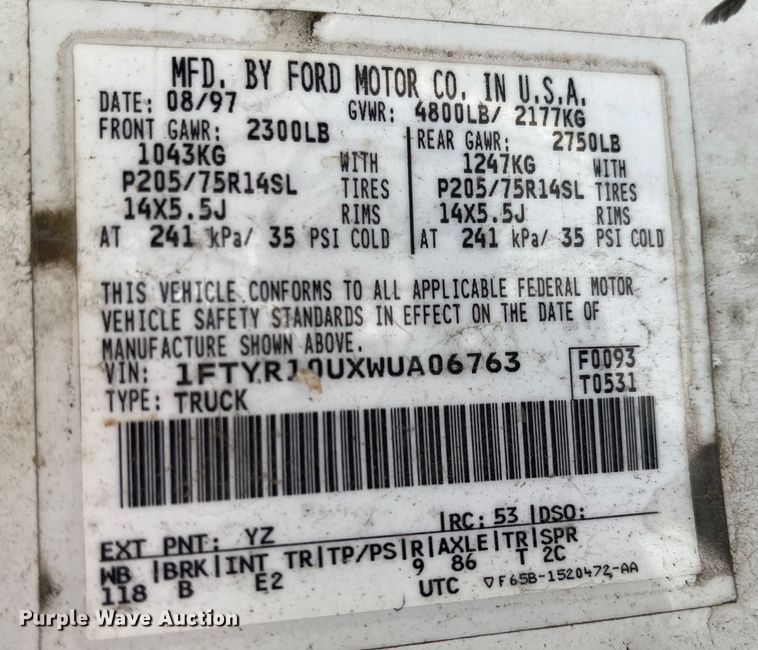 MFD. BY FORD MOTOR CO. IN U.S.A.
DATE: 08/97 GVWR: 4800LB/ 2177KG
FRONT GAWR: 2300LB REAR GAWR: 2750LB
1043KG WITH 1247KG WITH
P205/75R14SL TIRES P205/75R14SL TIRES
14X5.5J RIMS 14X5.5J RIMS
AT 241 kPa/ 35 PSI COLD AT 241 kPa/ 35 PSI COLD
THIS VEHICLE CONFORMS TO ALL APPLICABLE FEDERAL MOTOR
VEHICLE SAFETY STANDARDS IN EFFECT ON THE DATE OF
MANUFACTURE SHOWN ABOVE.
VIN: 1FTYR10UXWUA06763 F0093
TYPE: TRUCK T0531
EXT PNT: YZ RC: 53 DSO:
WB BRK INT TR TP/PS R AXLE TR SPR
118 B E2 9 86 T 2C
UTC ▽F65B-1520472-AA
Purple Wave Auction